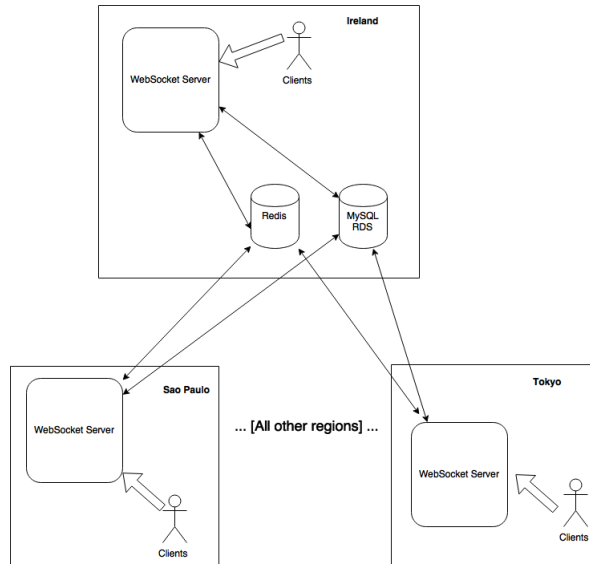 Ireland
WebSocket Server
Clients
Redis
MySQL
RDS
Sao Paulo
WebSocket Server
Clients
... [All other regions] ...
Tokyo
WebSocket Server
Clients